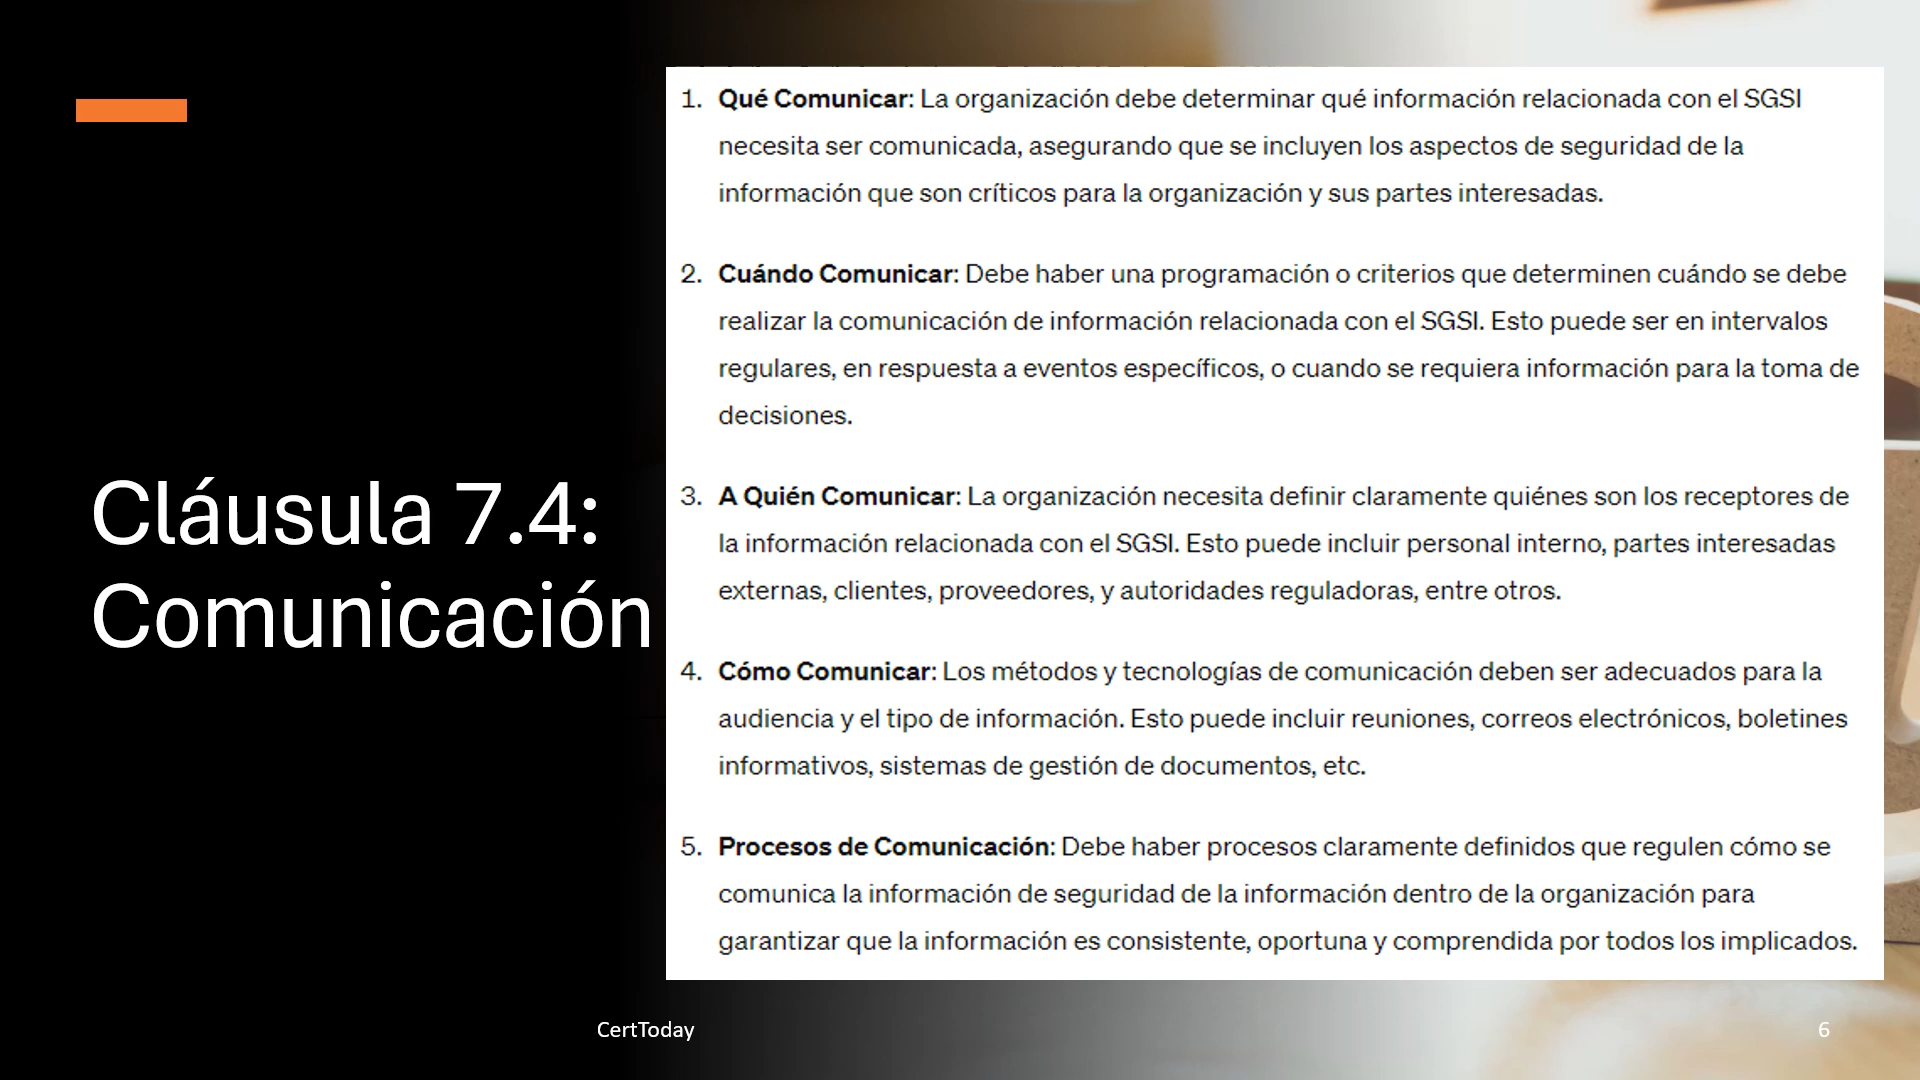 Cláusula 7.4:
Comunicación
1. Qué Comunicar: La organización debe determinar qué información relacionada con el SGSI
necesita ser comunicada, asegurando que se incluyen los aspectos de seguridad de la
información que son críticos para la organización y sus partes interesadas.
2. Cuándo Comunicar: Debe haber una programación o criterios que determinen cuándo se debe
realizar la comunicación de información relacionada con el SGSI. Esto puede ser en intervalos
regulares, en respuesta a eventos específicos, o cuando se requiera información para la toma de
decisiones.
3. A Quién Comunicar: La organización necesita definir claramente quiénes son los receptores de
la información relacionada con el SGSI. Esto puede incluir personal interno, partes interesadas
externas, clientes, proveedores, y autoridades reguladoras, entre otros.
4. Cómo Comunicar: Los métodos y tecnologías de comunicación deben ser adecuados para la
audiencia y el tipo de información. Esto puede incluir reuniones, correos electrónicos, boletines
informativos, sistemas de gestión de documentos, etc.
5. Procesos de Comunicación: Debe haber procesos claramente definidos que regulen cómo se
comunica la información de seguridad de la información dentro de la organización para
garantizar que la información es consistente, oportuna y comprendida por todos los implicados.
CertToday
6